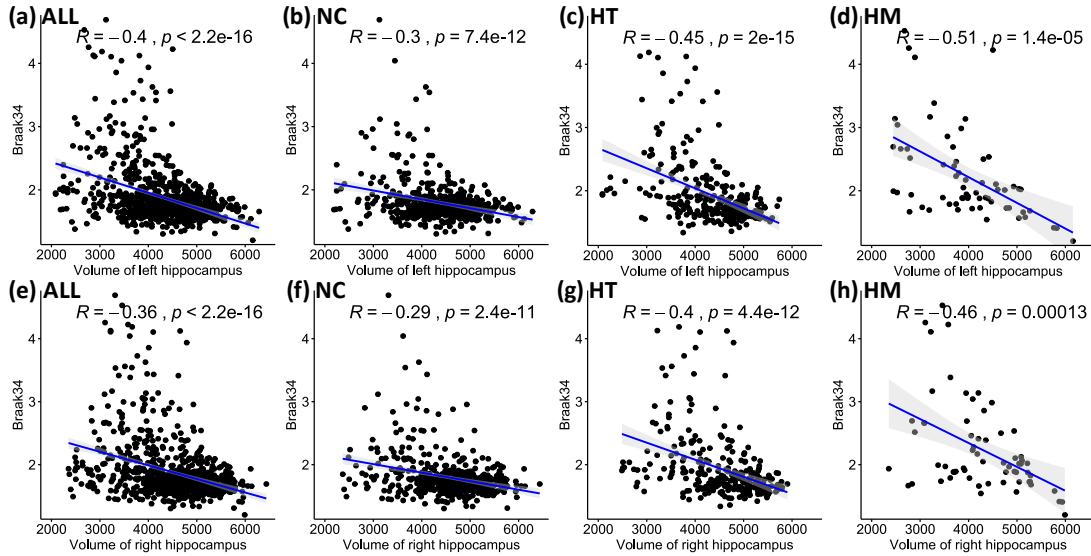 (a) ALL (b) NC (c) HT (d) HM
R = −0.4 , p < 2.2e-16 R = −0.3 , p = 7.4e-12 R = −0.45 , p = 2e-15 R = −0.51 , p = 1.4e-05
4 4 4 4
Braak34 Braak34 Braak34 Braak34
3 3 3 3
2 2 2 2
2000 3000 4000 5000 6000 2000 3000 4000 5000 6000 2000 3000 4000 5000 6000 2000 3000 4000 5000 6000
Volume of left hippocampus Volume of left hippocampus Volume of left hippocampus Volume of left hippocampus
(e) ALL (f) NC (g) HT (h) HM
R = −0.36 , p < 2.2e-16 R = −0.29 , p = 2.4e-11 R = −0.4 , p = 4.4e-12 R = −0.46 , p = 0.00013
4 4 4 4
Braak34 Braak34 Braak34 Braak34
3 3 3 3
2 2 2 2
2000 3000 4000 5000 6000 2000 3000 4000 5000 6000 2000 3000 4000 5000 6000 2000 3000 4000 5000 6000
Volume of right hippocampus Volume of right hippocampus Volume of right hippocampus Volume of right hippocampus